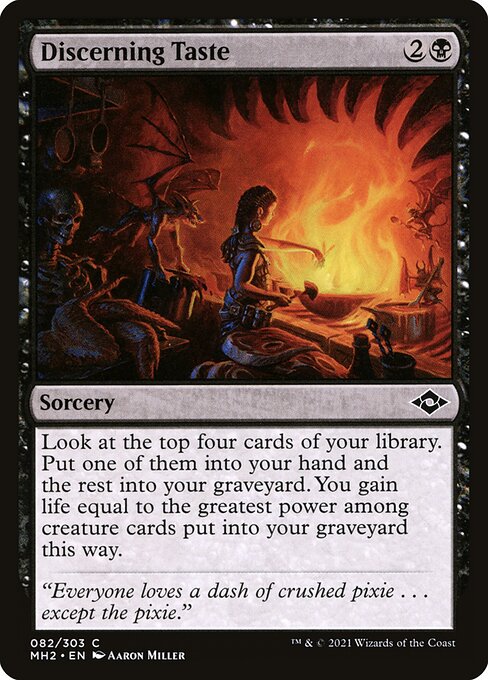 Discerning Taste 2
Sorcery
Look at the top four cards of your library.
Put one of them into your hand and
the rest into your graveyard. You gain
life equal to the greatest power among
creature cards put into your graveyard
this way.
“Everyone loves a dash of crushed pixie . . .
except the pixie.”
082/303 C
MH2 • EN Aaron Miller
™ & © 2021 Wizards of the Coast